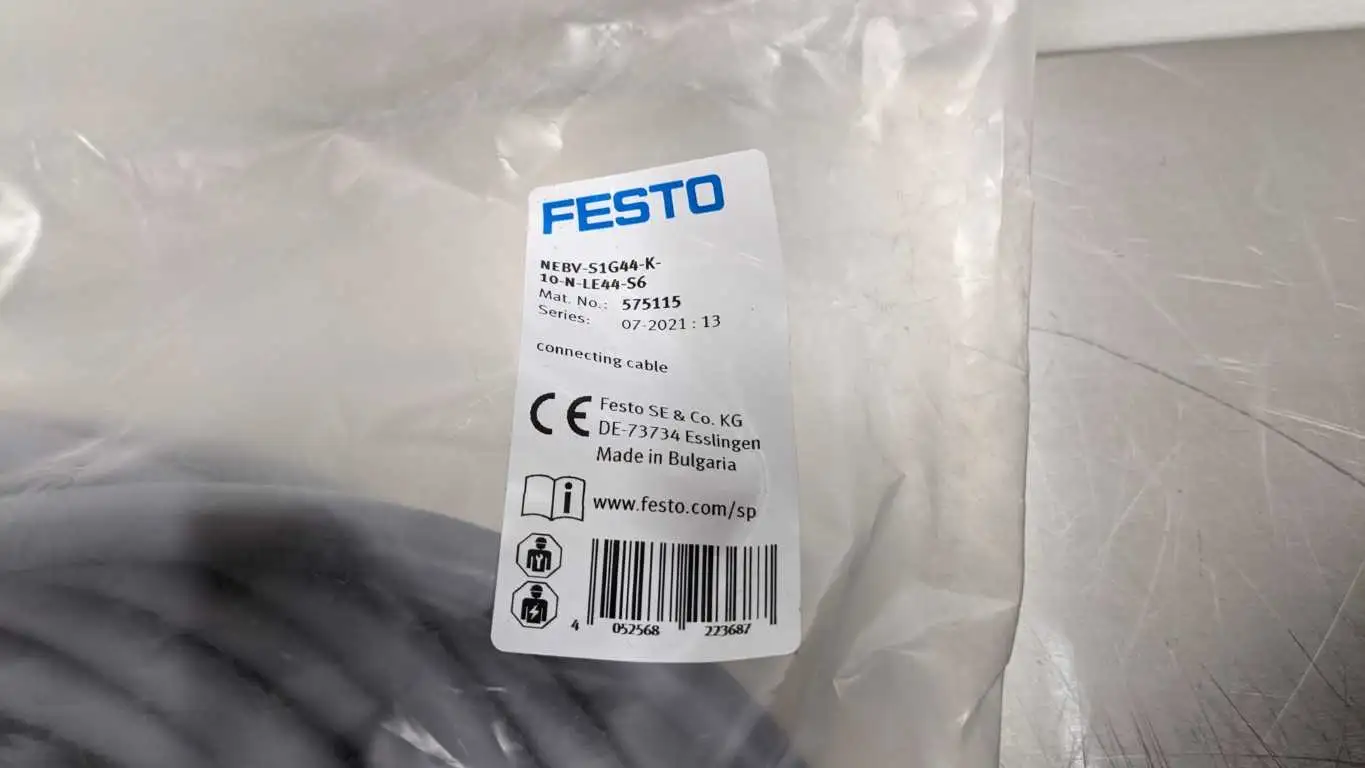 FESTO
NEBV-S1G44-K-
10-N-LE44-S6
Mat. No.: 575115
Series: 07-2021 : 13
connecting cable
CE Festo SE & Co. KG
DE-73734 Esslingen
Made in Bulgaria
i www.festo.com/sp
4 052568 223687